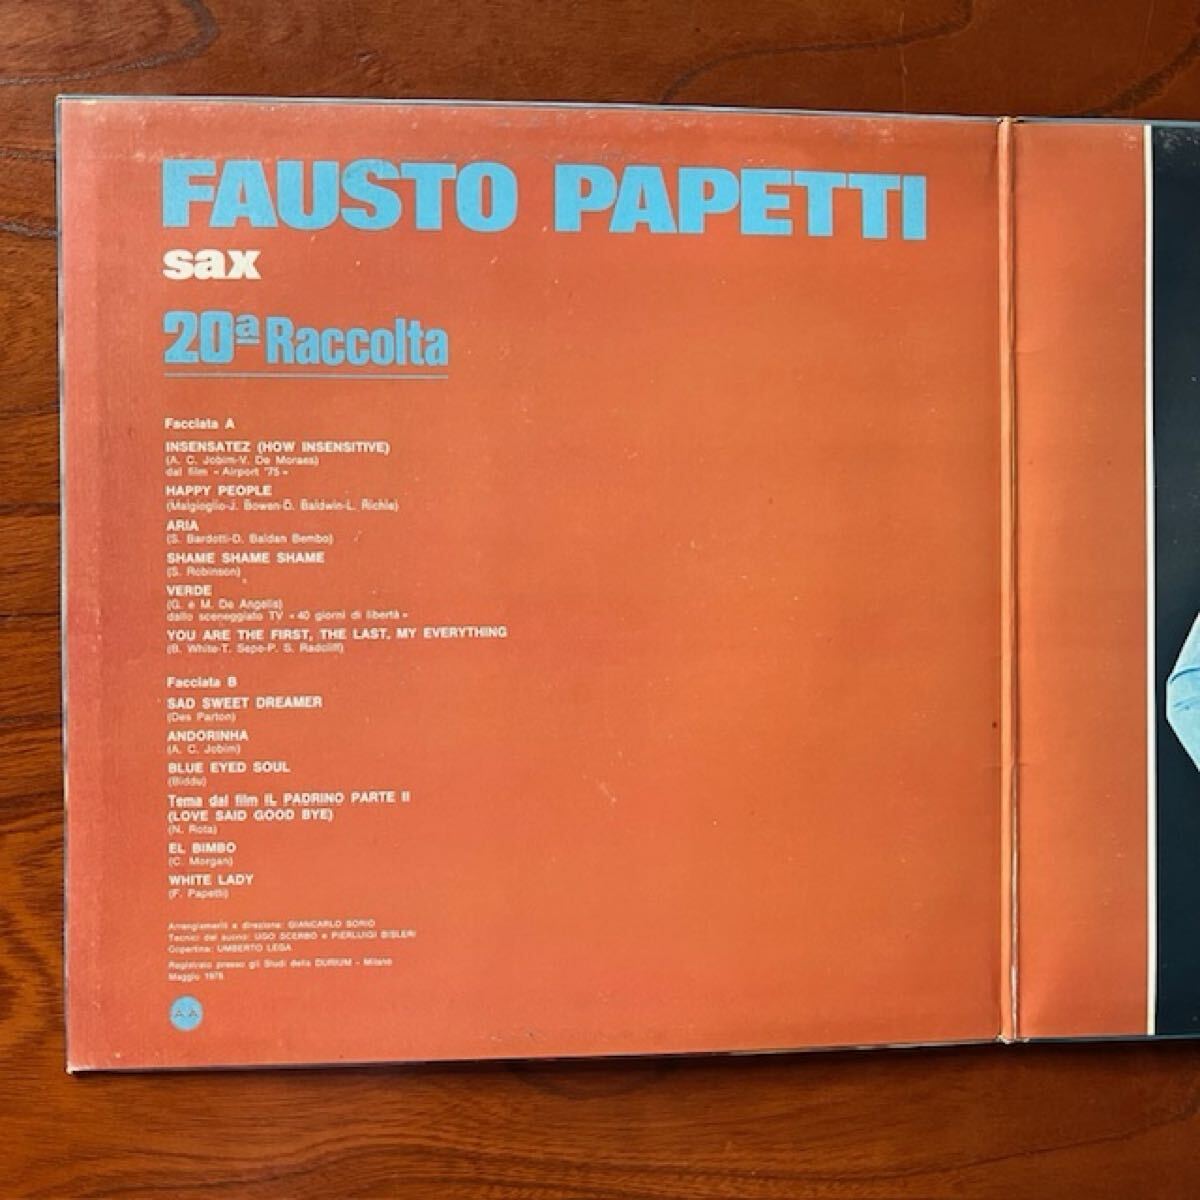 FAUSTO PAPETTI
sax
20ª Raccolta
Facciata A
INSENSATEZ (HOW INSENSITIVE)
(A. C. Jobim-V. De Moraes)
dal film « Airport '75 »
HAPPY PEOPLE
(Malgioglio-J. Bowen-D. Baldwin-L. Richie)
ARIA
(S. Bardotti-D. Baldan Bembo)
SHAME SHAME SHAME
(S. Robinson)
VERDE
(G. e M. De Angelis)
dallo sceneggiato TV « 40 giorni di libertà »
YOU ARE THE FIRST, THE LAST, MY EVERYTHING
(B. White-T. Sepe-P. S. Radcliff)
Facciata B
SAD SWEET DREAMER
(Des Parton)
ANDORINHA
(A. C. Jobim)
BLUE EYED SOUL
(Biddu)
Tema dal film IL PADRINO PARTE II
(LOVE SAID GOOD BYE)
(N. Rota)
EL BIMBO
(C. Morgan)
WHITE LADY
(F. Papetti)
Arrangiamenti e direzione: GIANCARLO SORIO
Tecnici del suono: UGO SCERBO e PIERLUIGI BISLERI
Copertina: UMBERTO LEGA
Registrato presso gli Studi della DURIUM - Milano
Maggio 1975